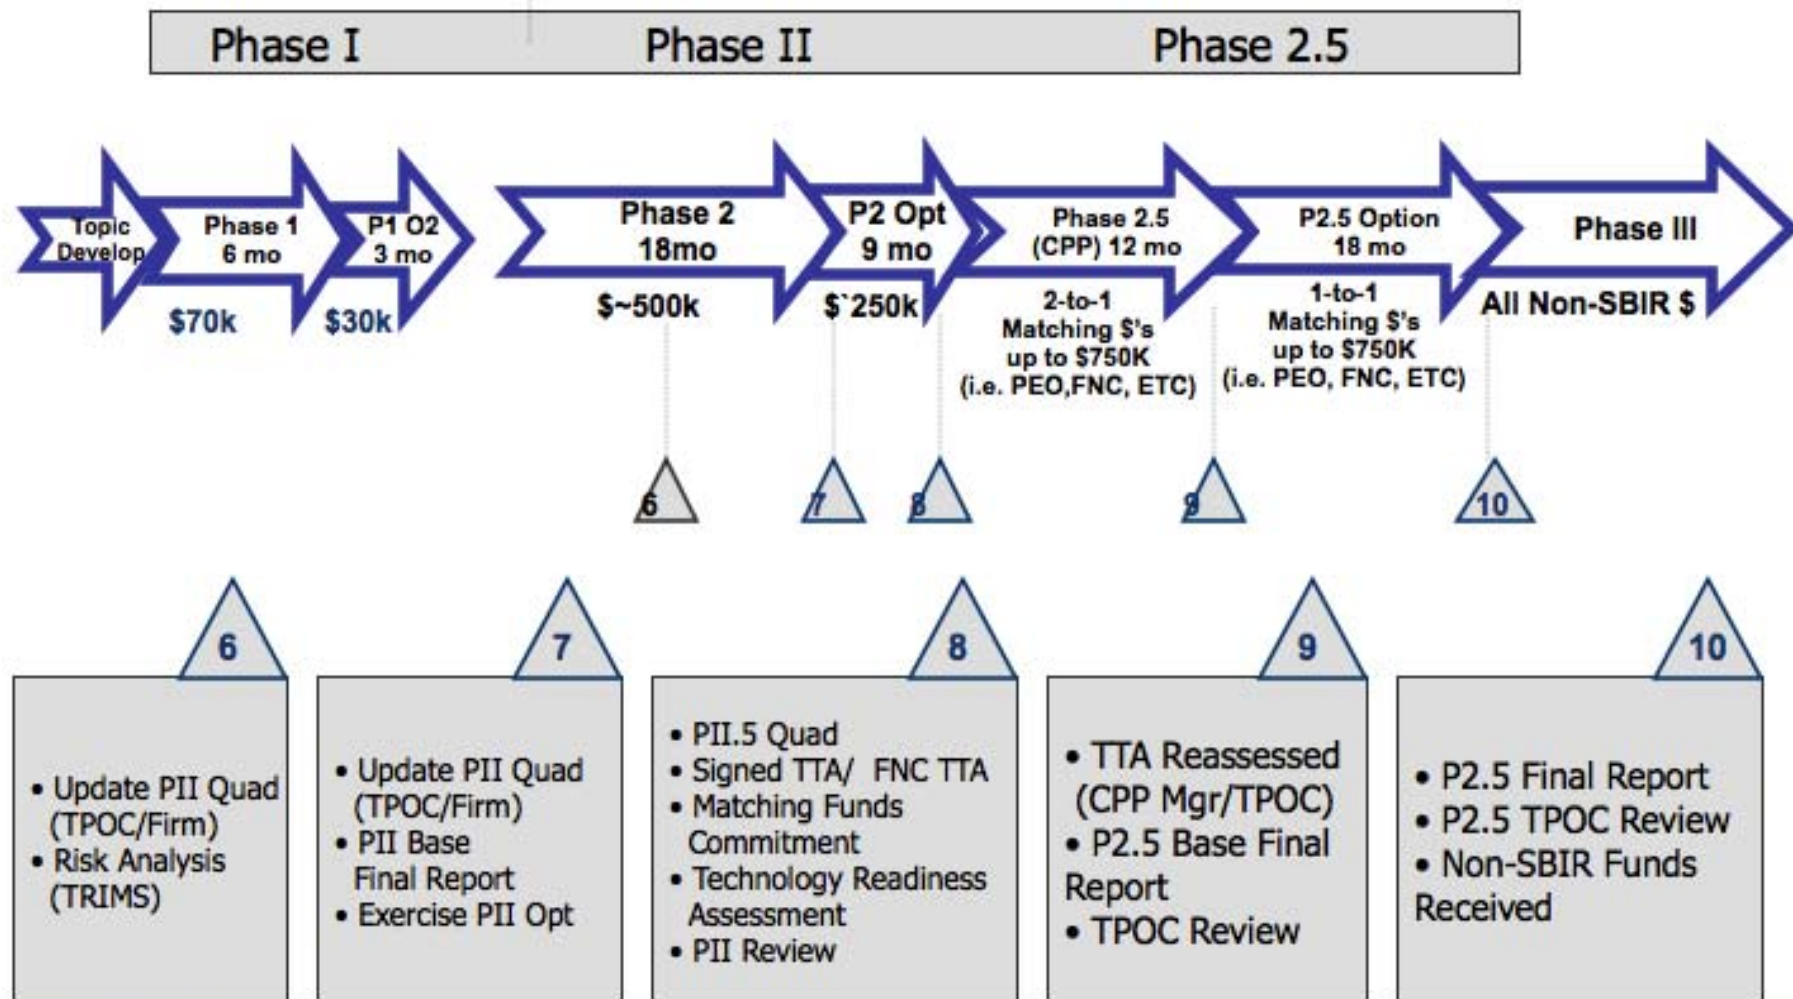 Phase I
Phase II
Phase 2.5
Topic
Develop
Phase 1
6 mo
P1 O2
3 mo
Phase 2
18mo
P2 Opt
9 mo
Phase 2.5
(CPP) 12 mo
P2.5 Option
18 mo
Phase III
$70k
$30k
$~500k
$`250k
2-to-1
Matching $'s
up to $750K
(i.e. PEO,FNC, ETC)
1-to-1
Matching $'s
up to $750K
(i.e. PEO, FNC, ETC)
All Non-SBIR $
6
7
8
9
10
6
• Update PII Quad
(TPOC/Firm)
• Risk Analysis
(TRIMS)
7
• Update PII Quad
(TPOC/Firm)
• PII Base
Final Report
• Exercise PII Opt
8
• PII.5 Quad
• Signed TTA/ FNC TTA
• Matching Funds
Commitment
• Technology Readiness
Assessment
• PII Review
9
• TTA Reassessed
(CPP Mgr/TPOC)
• P2.5 Base Final
Report
• TPOC Review
10
• P2.5 Final Report
• P2.5 TPOC Review
• Non-SBIR Funds
Received